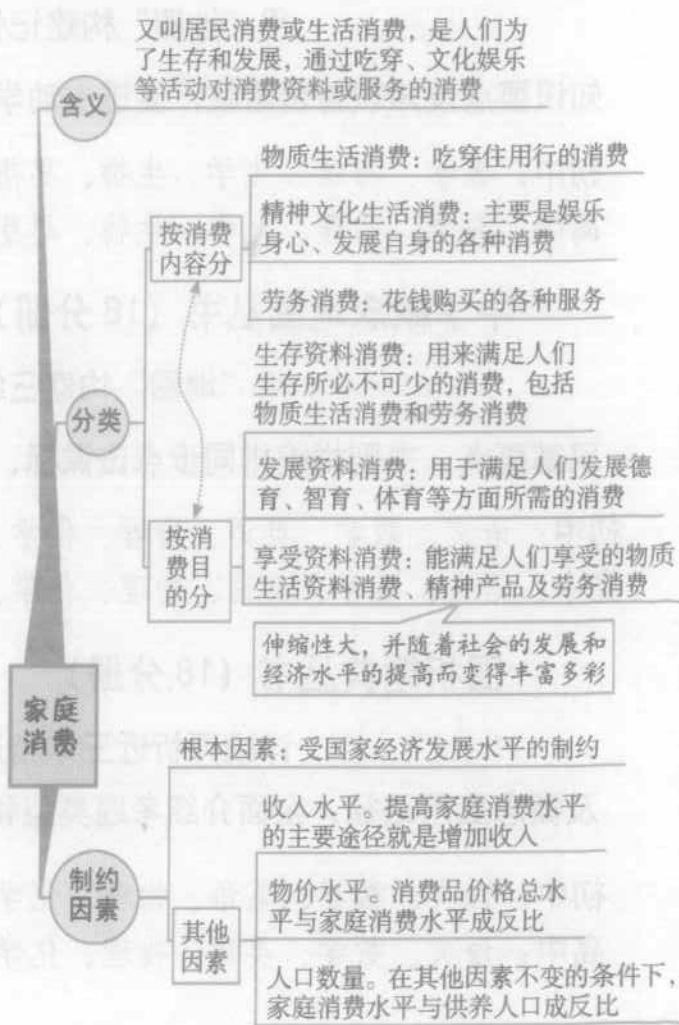 又叫居民消费或生活消费，是人们为
了生存和发展，通过吃穿、文化娱乐
等活动对消费资料或服务的消费
含义
物质生活消费：吃穿住用行的消费
精神文化生活消费：主要是娱乐
身心、发展自身的各种消费
按消费
内容分
劳务消费：花钱购买的各种服务
生存资料消费：用来满足人们
生存所必不可少的消费，包括
物质生活消费和劳务消费
分类
发展资料消费：用于满足人们发展德
育、智育、体育等方面所需的消费
按消
费目
的分
享受资料消费：能满足人们享受的物质
生活资料消费、精神产品及劳务消费
伸缩性大，并随着社会的发展和
经济水平的提高而变得丰富多彩
家庭
消费
根本因素：受国家经济发展水平的制约
收入水平。提高家庭消费水平
的主要途径就是增加收入
制约
因素
其他
因素
物价水平。消费品价格总水
平与家庭消费水平成反比
人口数量。在其他因素不变的条件下，
家庭消费水平与供养人口成反比